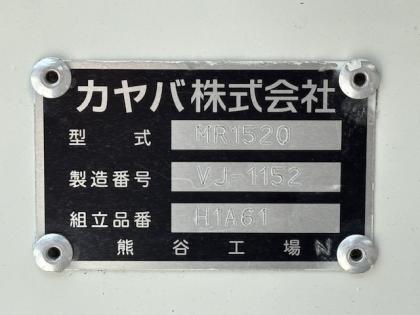 カヤバ株式会社
型式 MR1520
製造番号 VJ-1152
組立品番 H1A61
熊谷工場 N